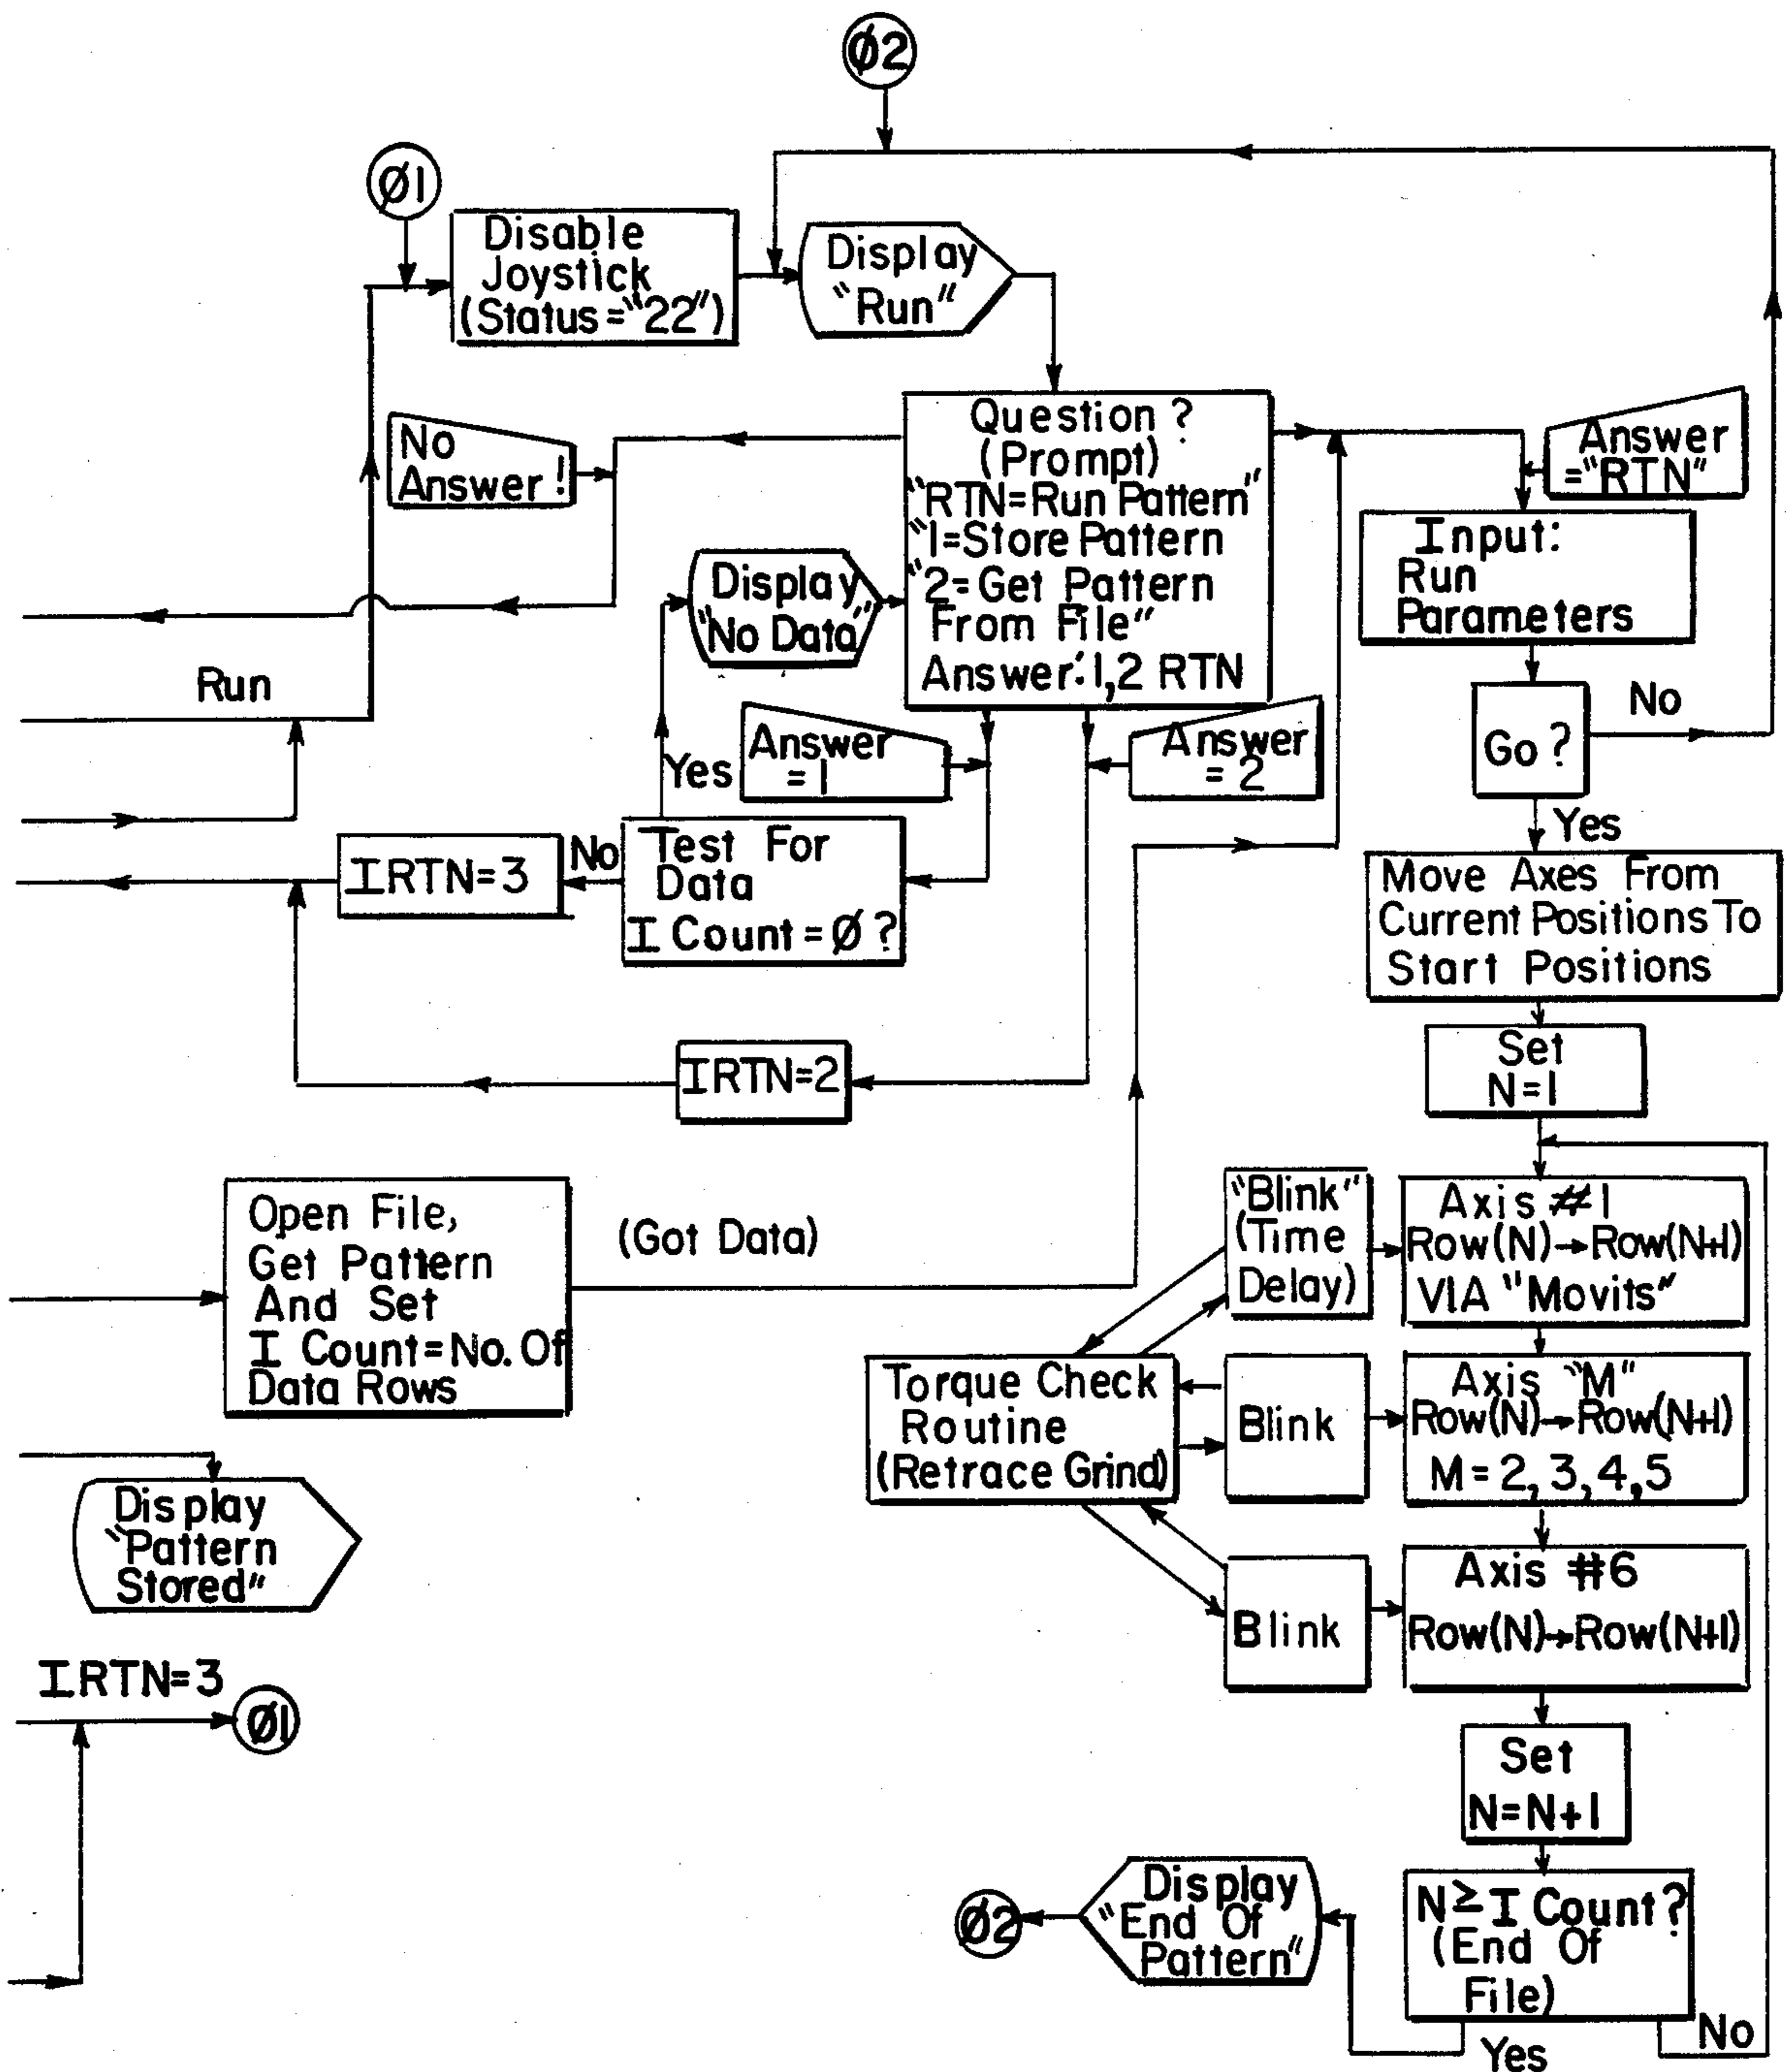 Ø2
Ø1
Disable
Joystick
(Status="22")
Display
"Run"
No
Answer!
Question?
(Prompt)
"RTN=Run Pattern"
"1=Store Pattern
"2=Get Pattern
From File"
Answer:1,2 RTN
Answer
="RTN"
Input:
Run
Parameters
Display
"No Data"
Run
Go?
No
Yes
Answer
=1
Answer
=2
Yes
Test For
Data
I Count=Ø?
No
IRTN=3
Move Axes From
Current Positions To
Start Positions
IRTN=2
Set
N=1
Open File,
Get Pattern
And Set
I Count=No. Of
Data Rows
(Got Data)
"Blink"
(Time
Delay)
Axis #1
Row(N)→Row(N+1)
VIA "Movits"
Torque Check
Routine
(Retrace Grind)
Blink
Axis "M"
Row(N)→Row(N+1)
M=2,3,4,5
Display
"Pattern
Stored"
Blink
Axis #6
Row(N)→Row(N+1)
IRTN=3
Ø1
Set
N=N+1
Ø2
Display
"End Of
Pattern"
N≥I Count?
(End Of
File)
Yes
No